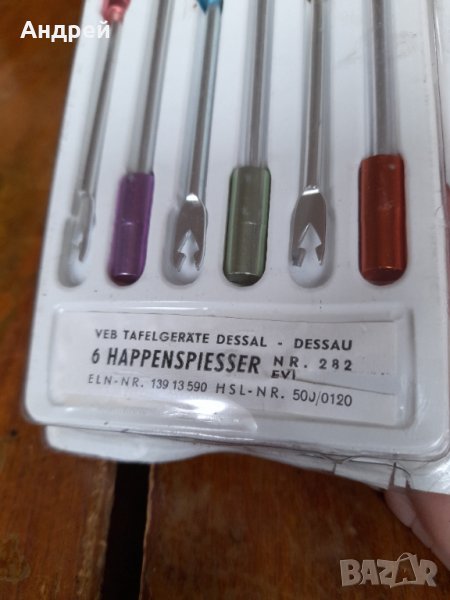 Андрей
VEB TAFELGERÄTE DESSAL - DESSAU
6 HAPPENSPIESSER NR. 282
EVL
ELN-NR. 139 13 590 HSL-NR. 500/0120
BAZAR